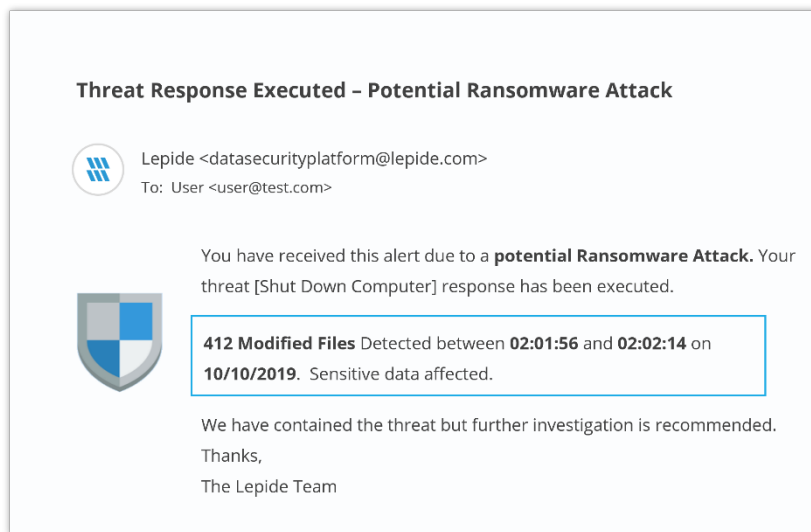 Threat Response Executed – Potential Ransomware Attack
Lepide <datasecurityplatform@lepide.com>
To: User <user@test.com>
You have received this alert due to a potential Ransomware Attack. Your
threat [Shut Down Computer] response has been executed.
412 Modified Files Detected between 02:01:56 and 02:02:14 on
10/10/2019. Sensitive data affected.
We have contained the threat but further investigation is recommended.
Thanks,
The Lepide Team